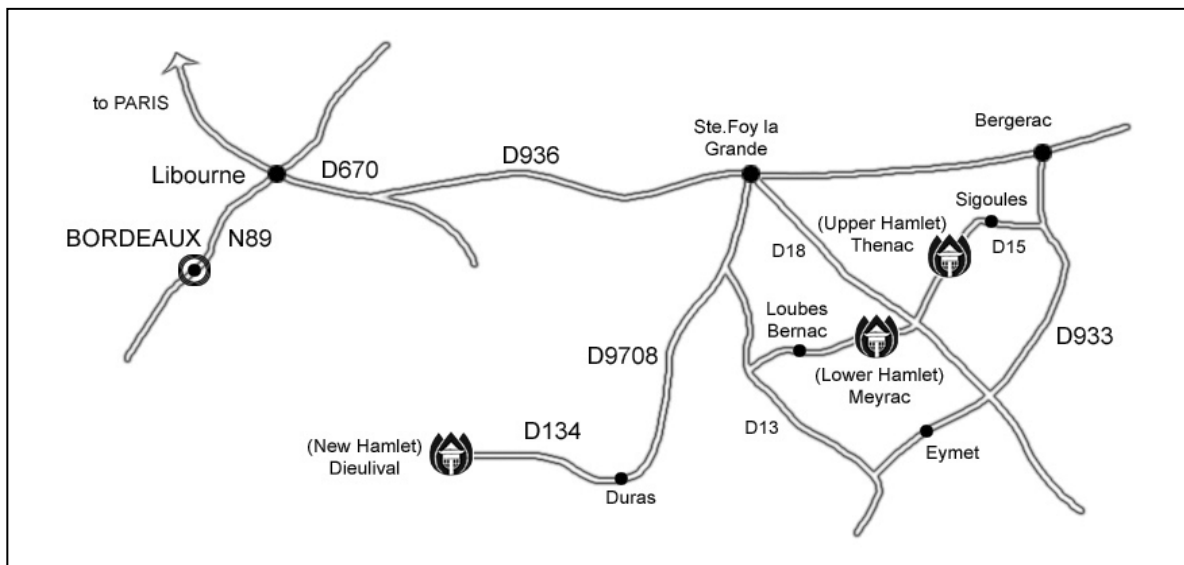 to PARIS
Libourne
D670
D936
Ste.Foy la
Grande
Bergerac
BORDEAUX
N89
Sigoules
(Upper Hamlet)
Thenac
D15
D18
Loubes
Bernac
D933
D9708
(Lower Hamlet)
Meyrac
D13
D134
(New Hamlet)
Dieulival
Eymet
Duras